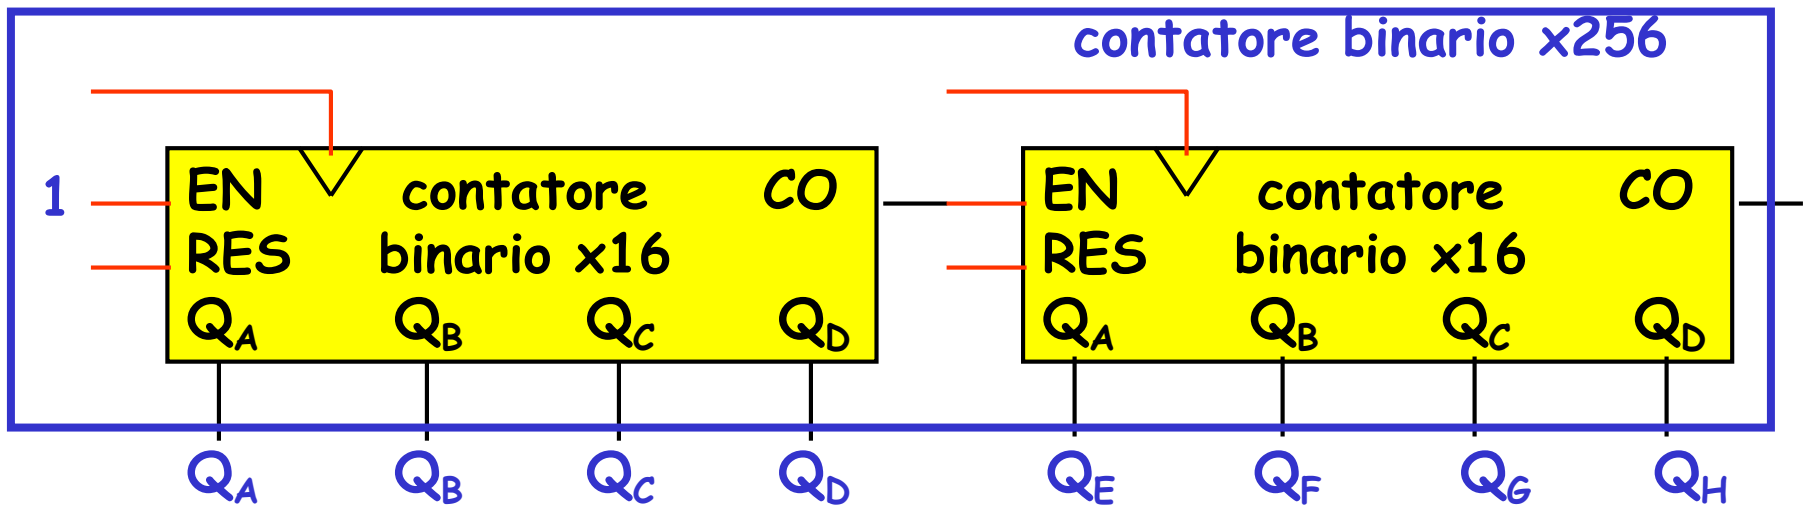 contatore binario x256
1
EN contatore CO
RES binario x16
QA QB QC QD
EN contatore CO
RES binario x16
QA QB QC QD
QA QB QC QD QE QF QG QH